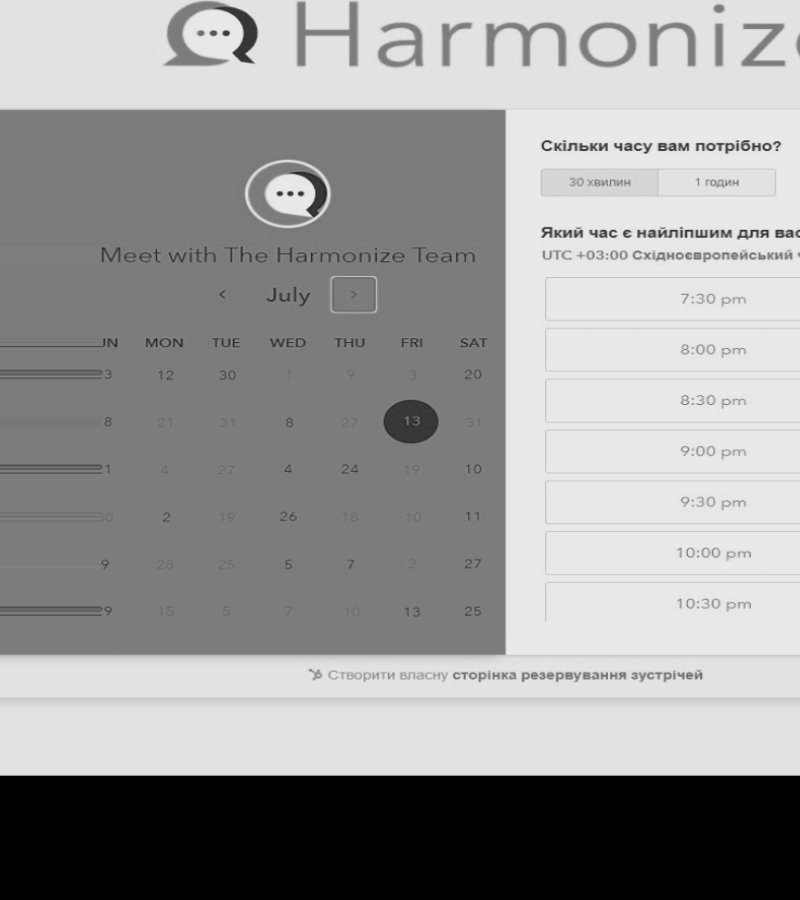 Harmoniz
Meet with The Harmonize Team
< July >
UN MON TUE WED THU FRI SAT
23 12 30 1 9 3 20
8 21 31 8 27 13 31
21 4 27 4 24 19 10
30 2 19 26 18 10 11
9 28 25 5 7 2 27
29 15 5 7 10 13 25
Скільки часу вам потрібно?
30 хвилин 1 годин
Який час є найліпшим для вас
UTC +03:00 Східноєвропейський ч
7:30 pm
8:00 pm
8:30 pm
9:00 pm
9:30 pm
10:00 pm
10:30 pm
Створити власну сторінка резервування зустрічей